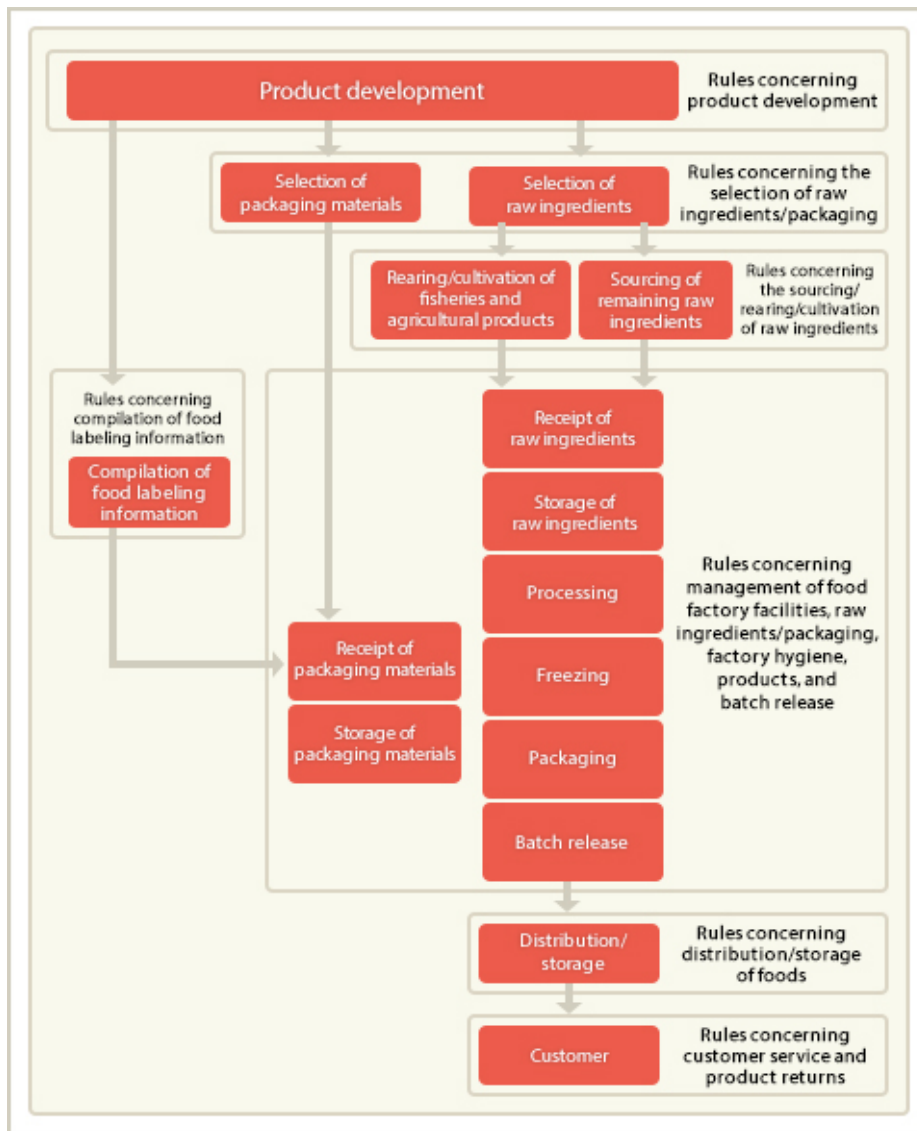 Product development
Rules concerning
product development
Selection of
packaging materials
Selection of
raw ingredients
Rules concerning the
selection of raw
ingredients/packaging
Rearing/cultivation of
fisheries and
agricultural products
Sourcing of
remaining raw
ingredients
Rules concerning
the sourcing/
rearing/cultivation
of raw ingredients
Rules concerning
compilation of food
labeling information
Compilation of
food labeling
information
Receipt of
raw ingredients
Storage of
raw ingredients
Processing
Freezing
Packaging
Batch release
Receipt of
packaging materials
Storage of
packaging materials
Rules concerning
management of food
factory facilities, raw
ingredients/packaging,
factory hygiene,
products, and
batch release
Distribution/
storage
Rules concerning
distribution/storage
of foods
Customer
Rules concerning
customer service and
product returns